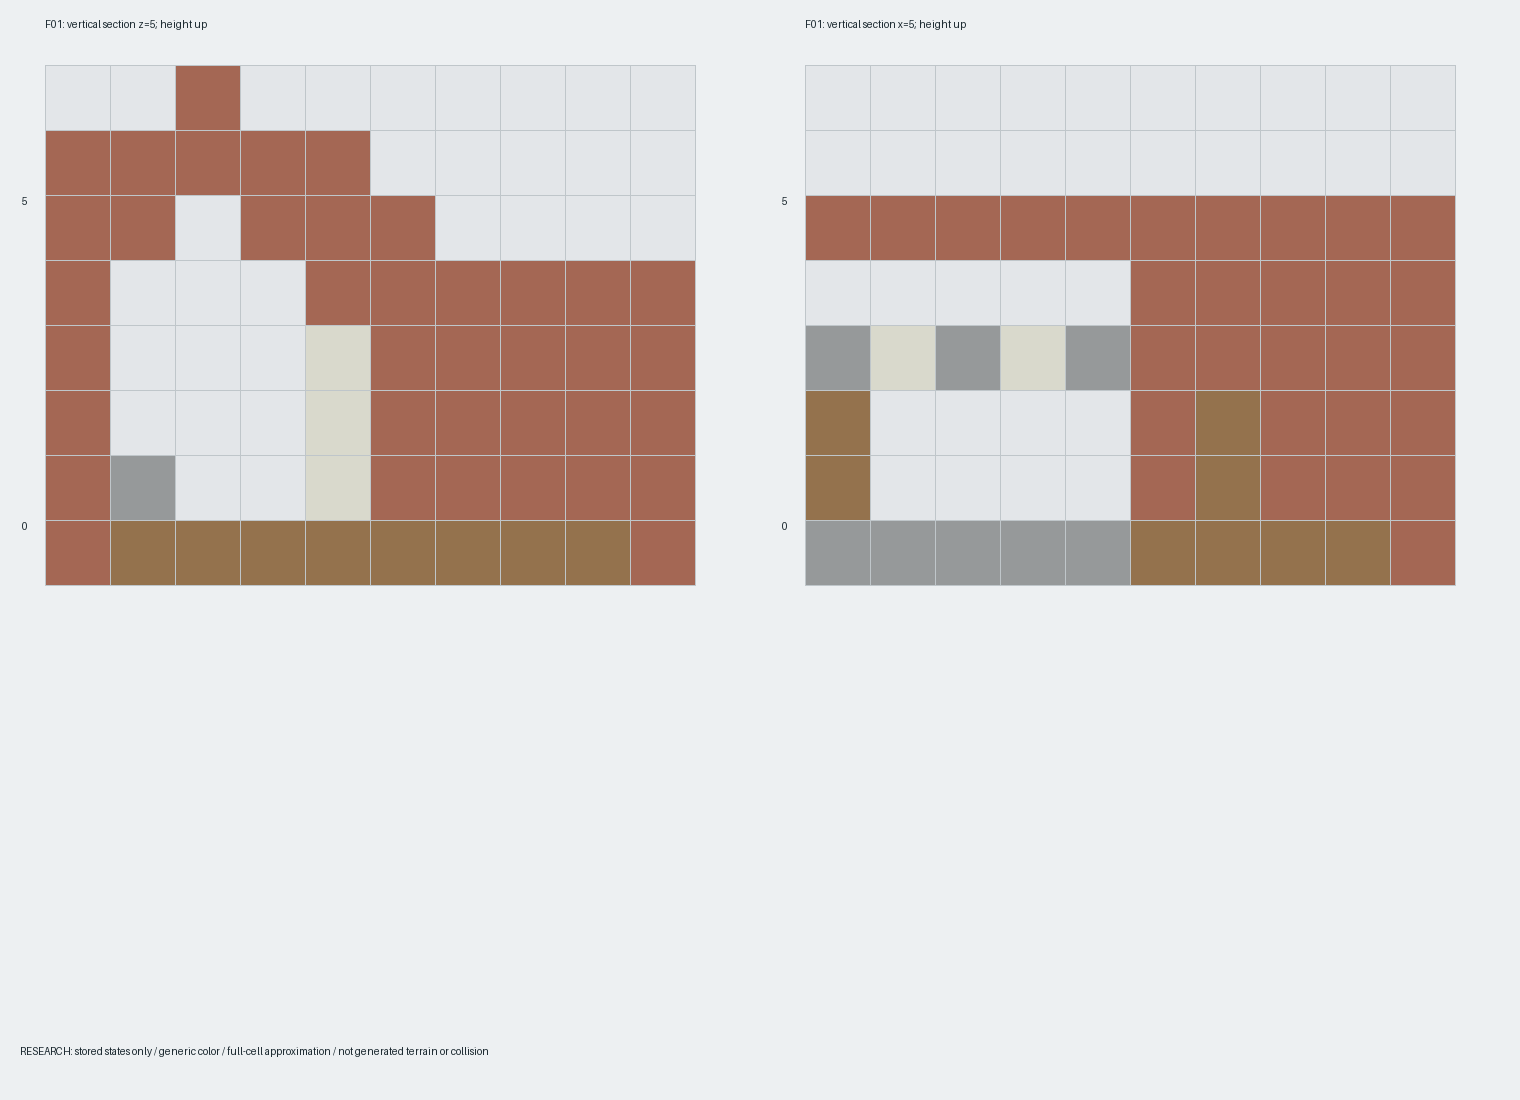 F01: vertical section z=5; height up
F01: vertical section x=5; height up
5
5
0
0
RESEARCH: stored states only / generic color / full-cell approximation / not generated terrain or collision